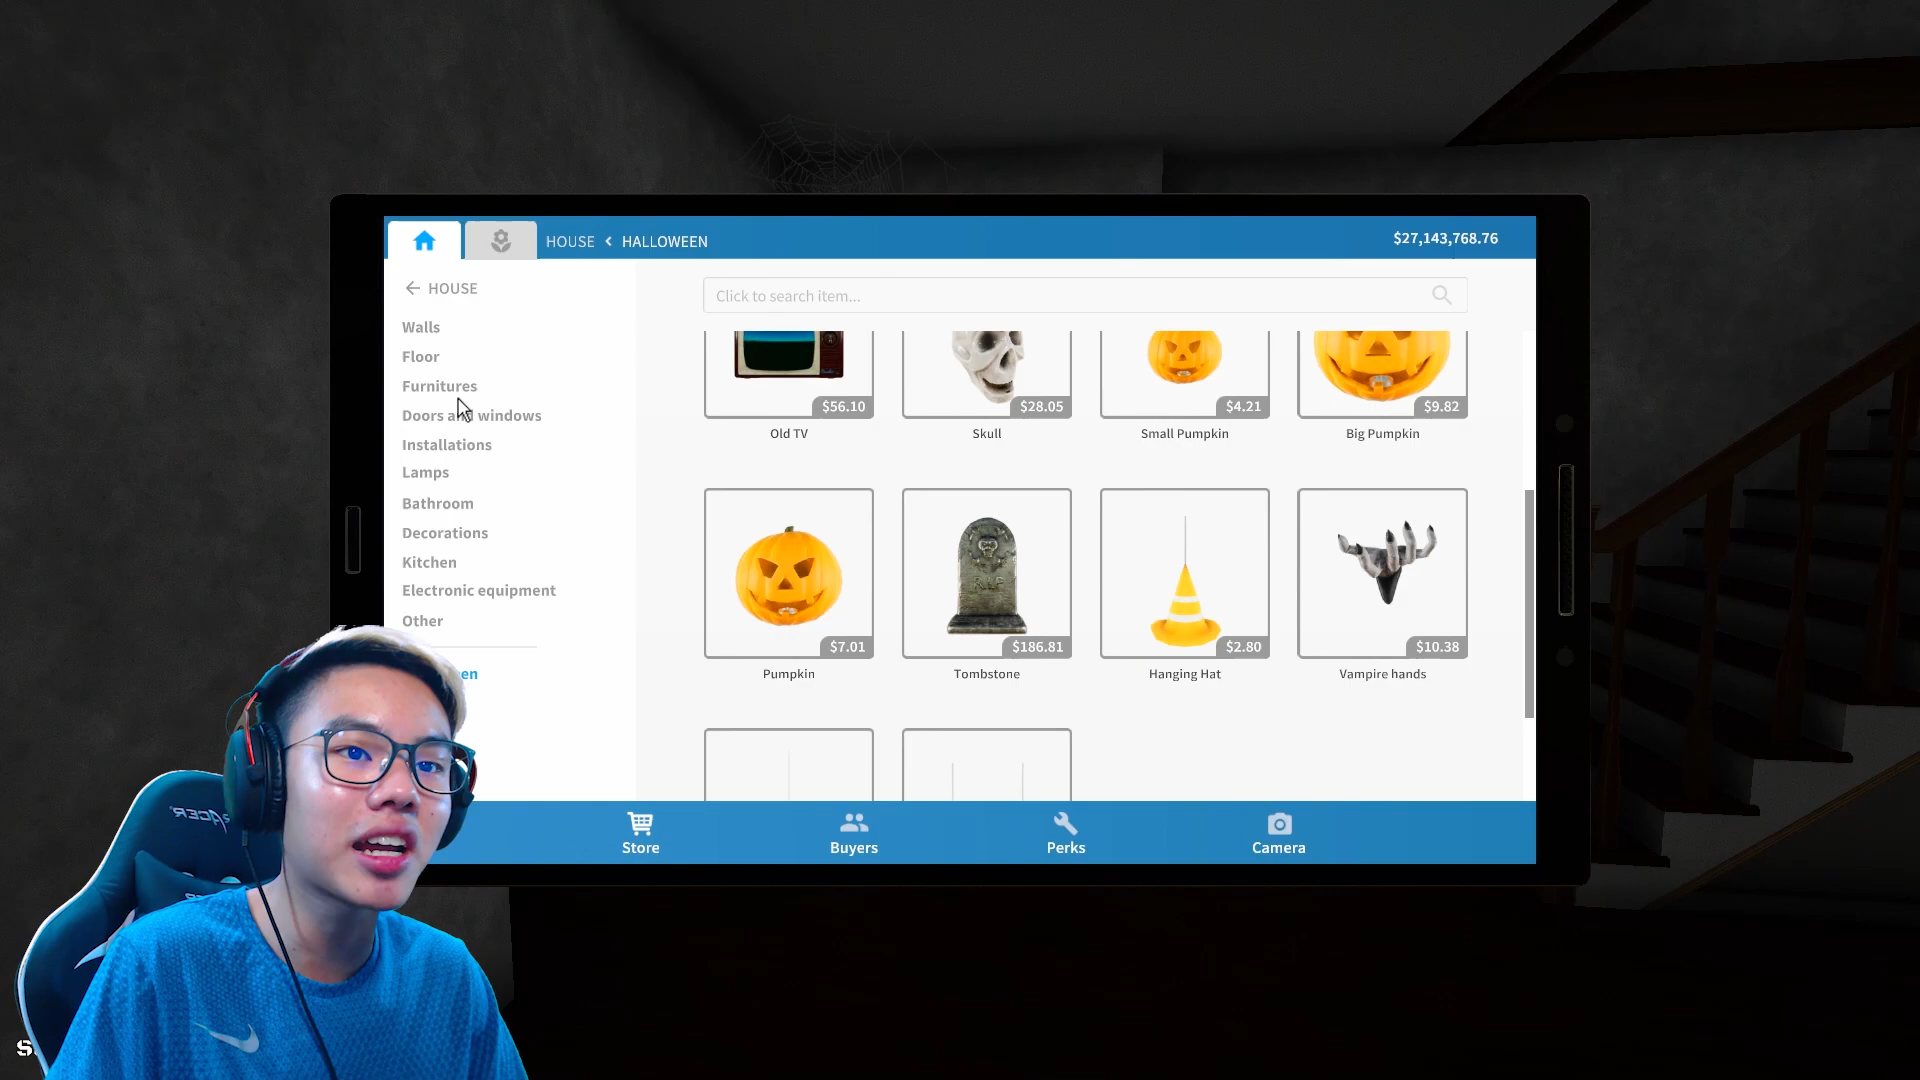 HOUSE < HALLOWEEN
$27,143,768.76
← HOUSE
Click to search item...
Walls
Floor
Furnitures
Doors and windows
Installations
Lamps
Bathroom
Decorations
Kitchen
Electronic equipment
Other
en
$56.10
$28.05
$4.21
$9.82
Old TV
Skull
Small Pumpkin
Big Pumpkin
RIP
$7.01
$186.81
$2.80
$10.38
Pumpkin
Tombstone
Hanging Hat
Vampire hands
Store
Buyers
Perks
Camera
S